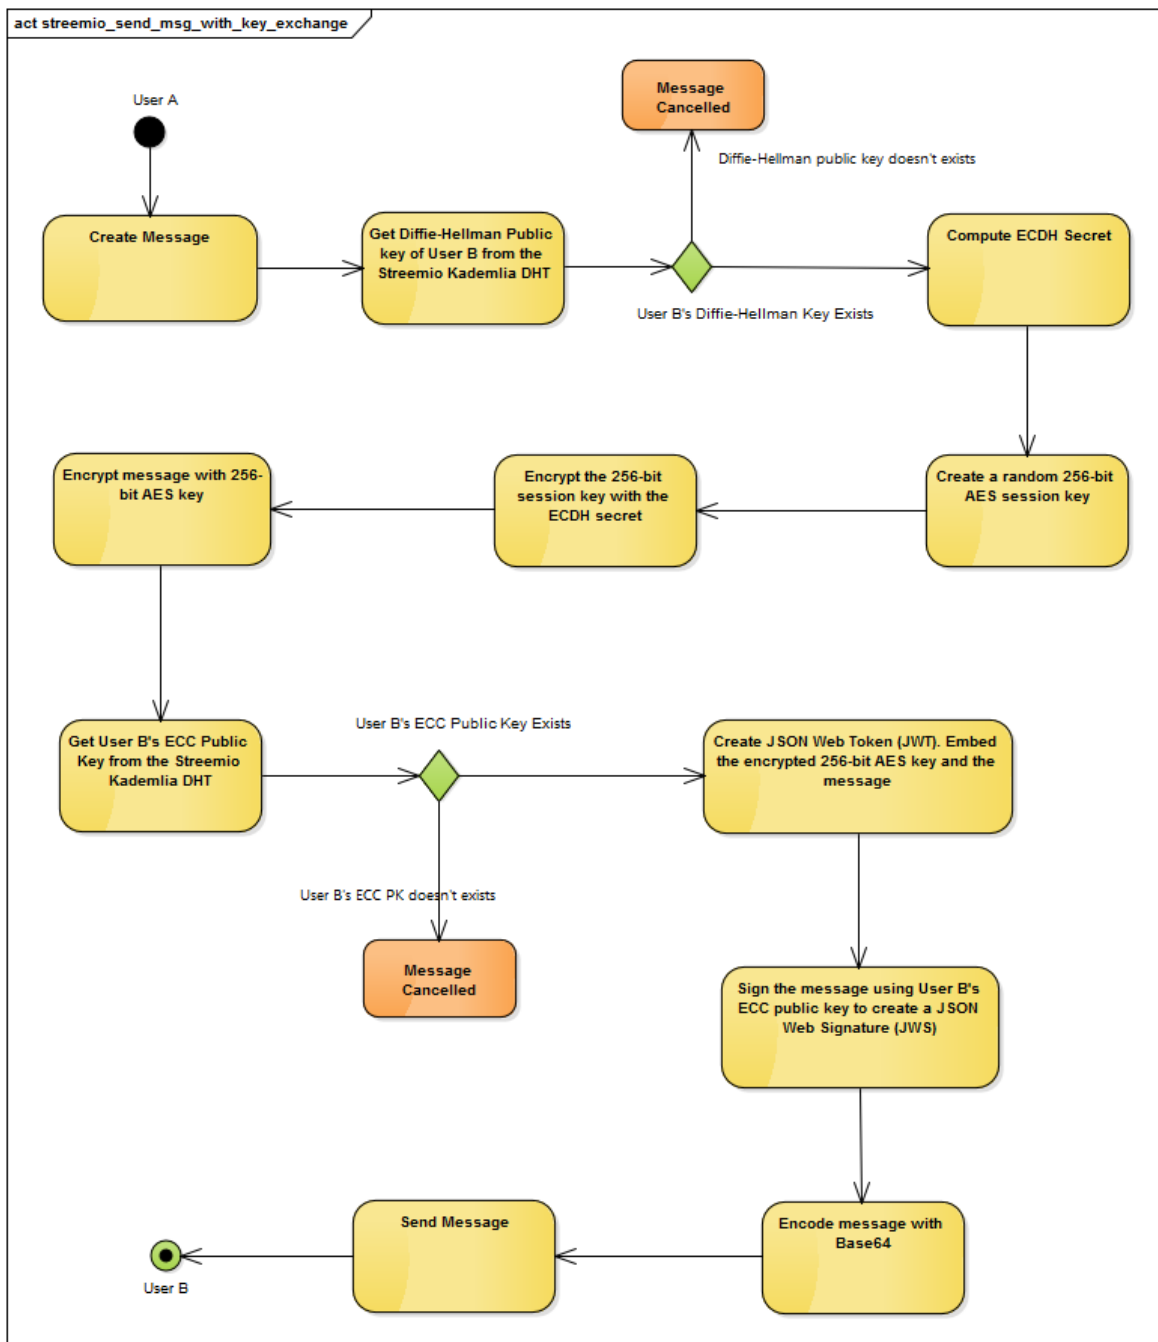 act streemio_send_msg_with_key_exchange
User A
Message
Cancelled
Diffie-Hellman public key doesn't exists
Create Message
Get Diffie-Hellman Public
key of User B from the
Streemio Kademlia DHT
Compute ECDH Secret
User B's Diffie-Hellman Key Exists
Encrypt message with 256-
bit AES key
Encrypt the 256-bit
session key with the
ECDH secret
Create a random 256-bit
AES session key
Get User B's ECC Public
Key from the Streemio
Kademlia DHT
User B's ECC Public Key Exists
Create JSON Web Token (JWT). Embed
the encrypted 256-bit AES key and the
message
User B's ECC PK doesn't exists
Message
Cancelled
Sign the message using User B's
ECC public key to create a JSON
Web Signature (JWS)
Encode message with
Base64
Send Message
User B